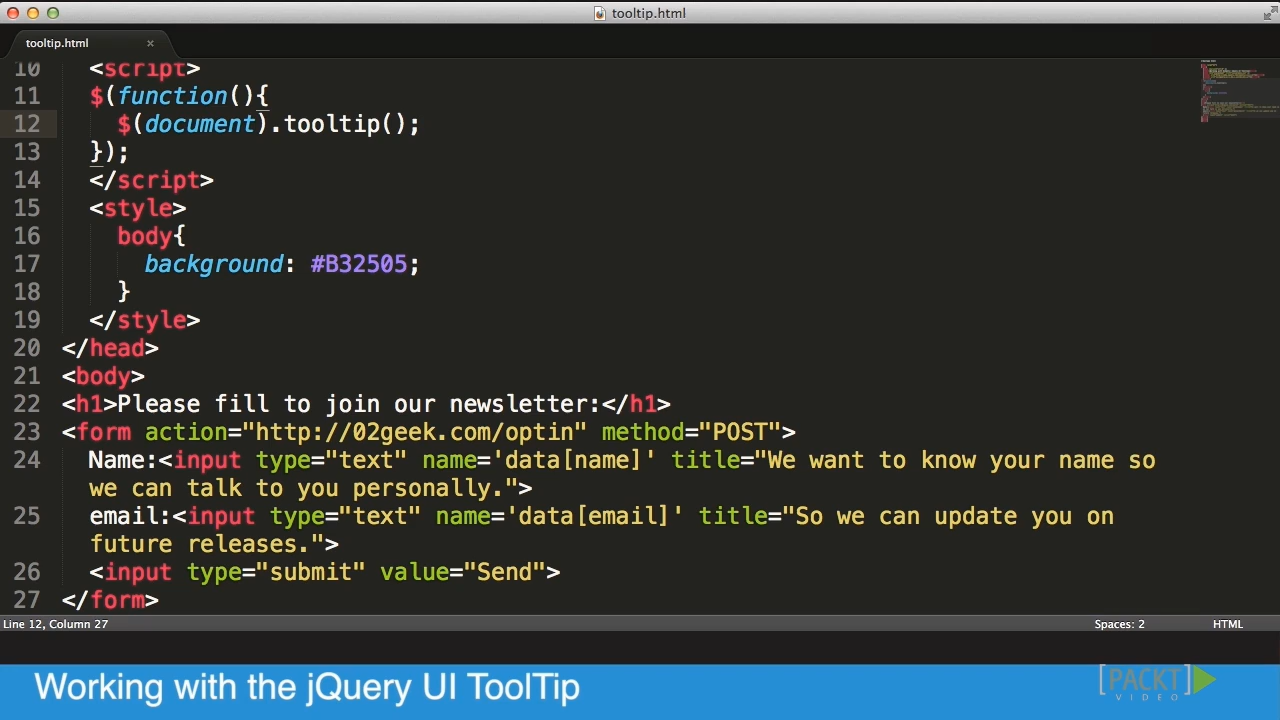 tooltip.html
tooltip.html ×
10 <script>
11 $(function(){
12 $(document).tooltip();
13 });
14 </script>
15 <style>
16 body{
17 background: #B32505;
18 }
19 </style>
20 </head>
21 <body>
22 <h1>Please fill to join our newsletter:</h1>
23 <form action="http://02geek.com/optin" method="POST">
24 Name:<input type="text" name='data[name]' title="We want to know your name so
we can talk to you personally.">
25 email:<input type="text" name='data[email]' title="So we can update you on
future releases.">
26 <input type="submit" value="Send">
27 </form>
Line 12, Column 27 Spaces: 2 HTML
Working with the jQuery UI ToolTip
[PACKT]
VIDEO